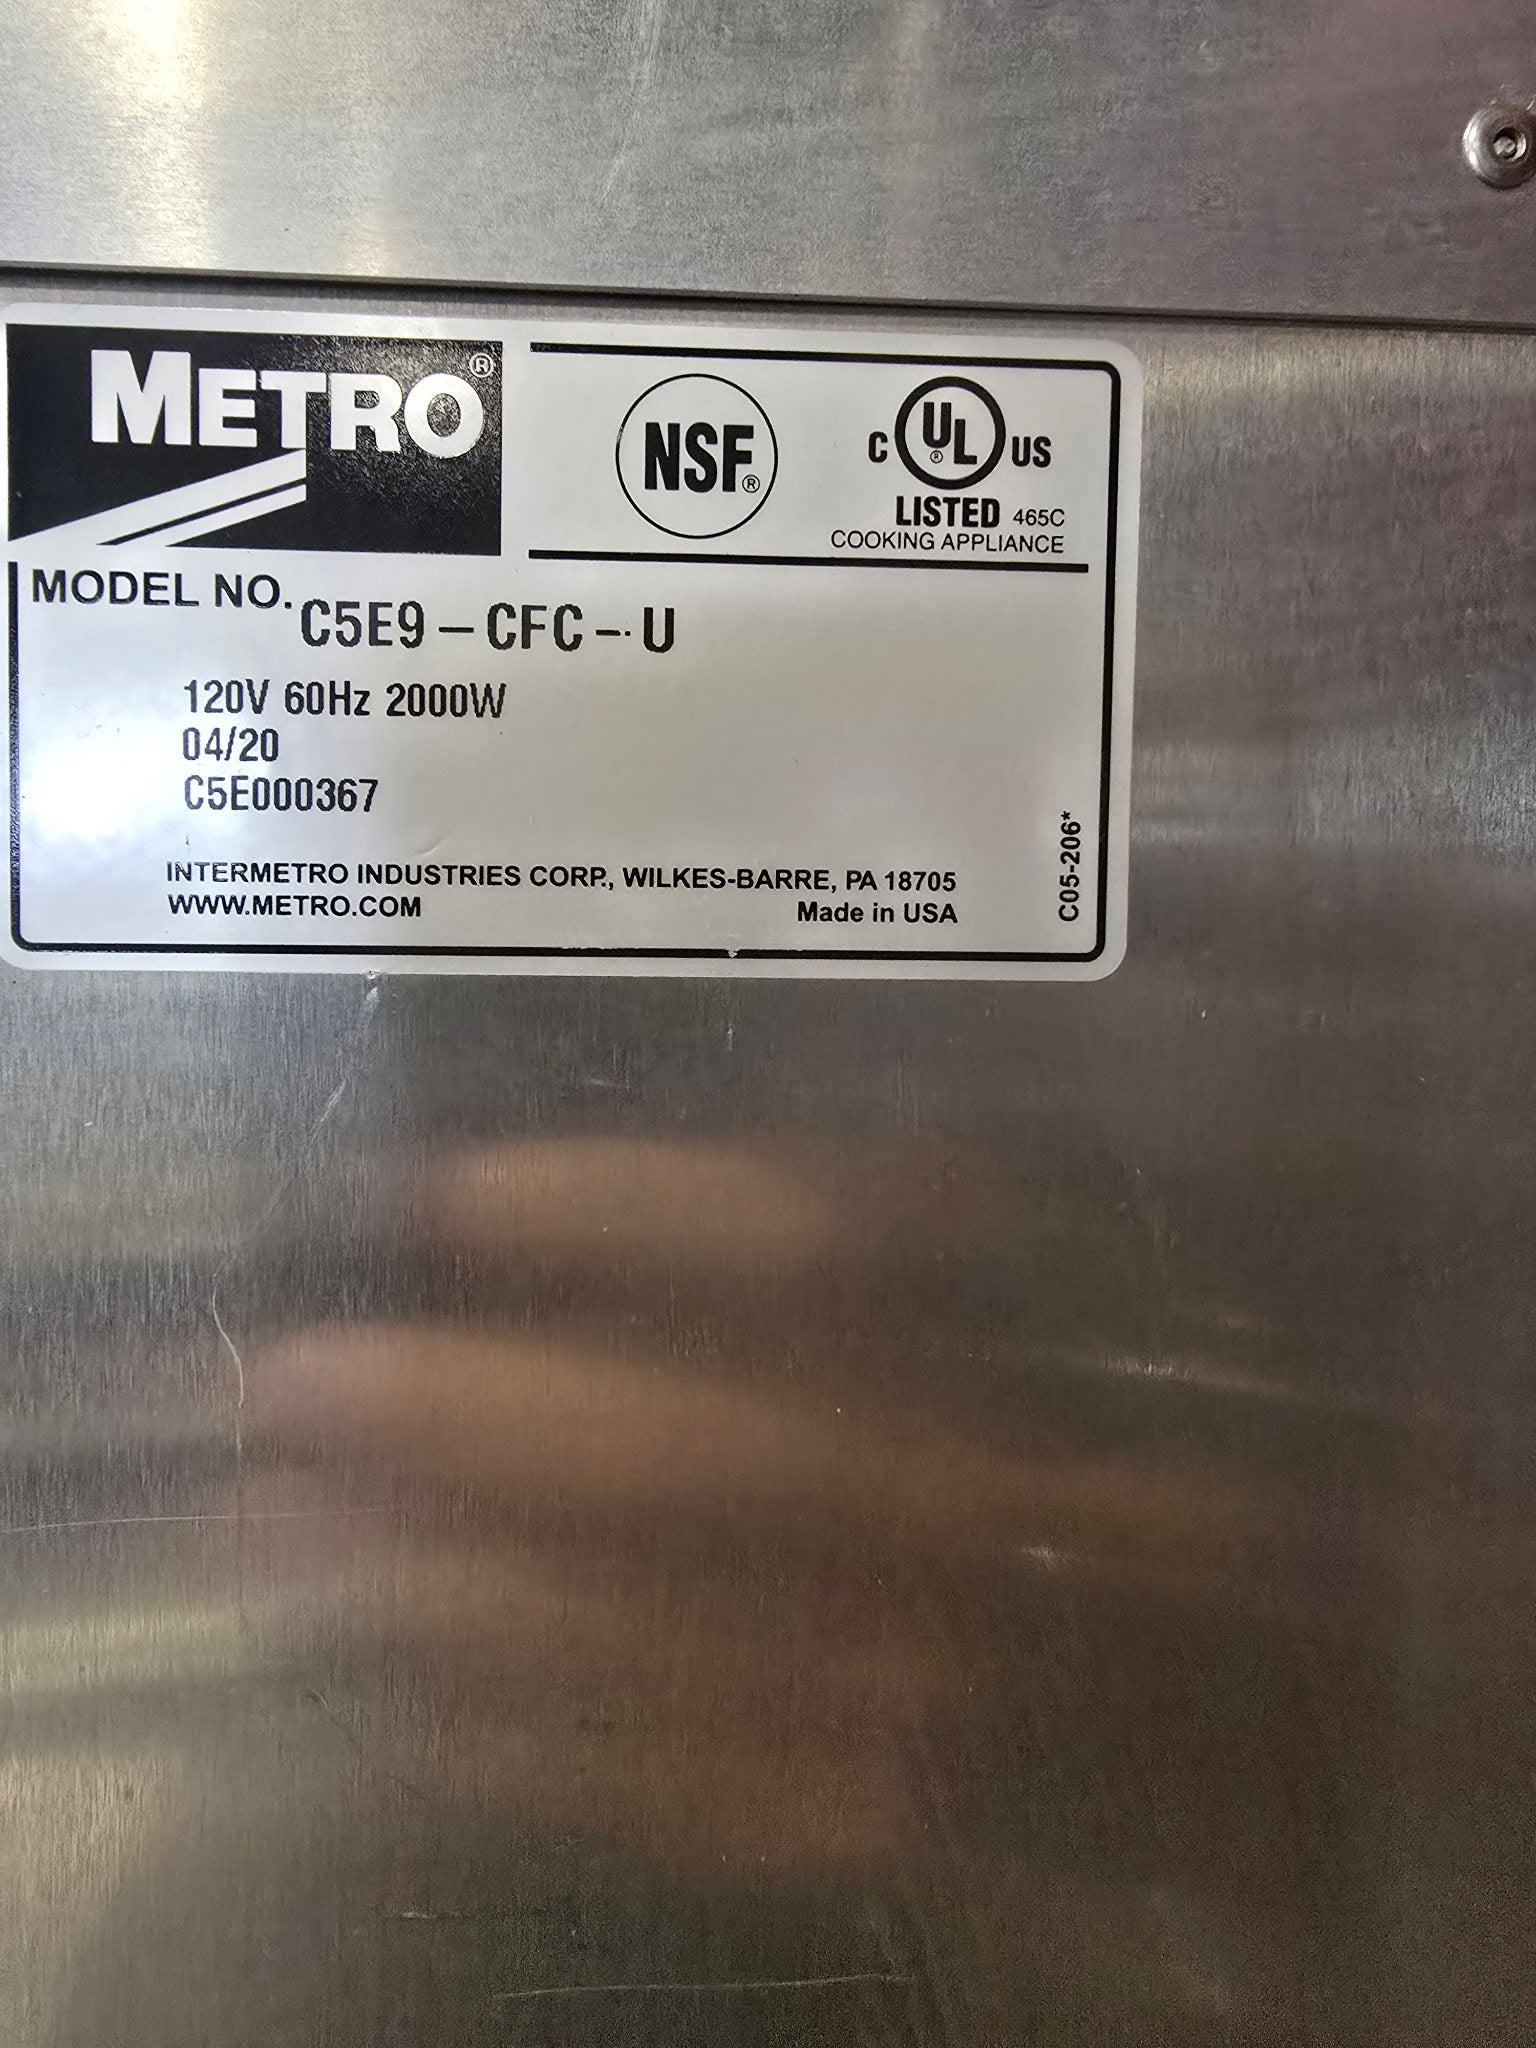 METRO®
NSF®
C UL® US
LISTED 465C
COOKING APPLIANCE
MODEL NO. C5E9-CFC-U
120V 60Hz 2000W
04/20
C5E000367
INTERMETRO INDUSTRIES CORP., WILKES-BARRE, PA 18705
WWW.METRO.COM
Made in USA
C05-206*